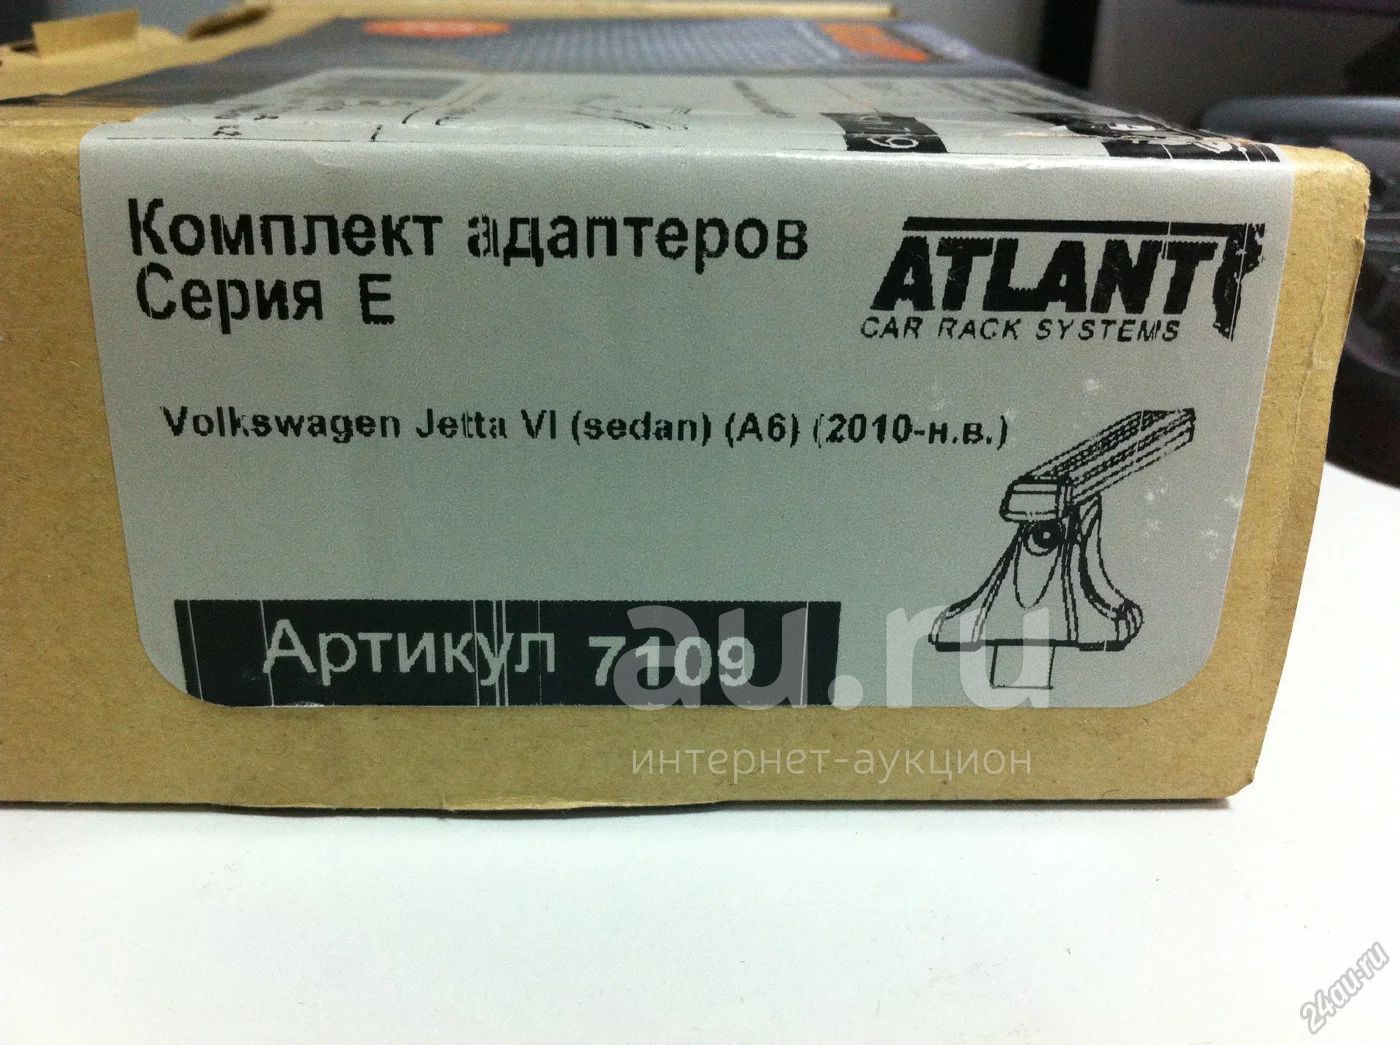 Комплект адаптеров
Серия E
ATLANT
CAR RACK SYSTEMS
Volkswagen Jetta VI (sedan) (A6) (2010-н.в.)
Артикул 7109
au.ru
интернет-аукцион
24au.ru